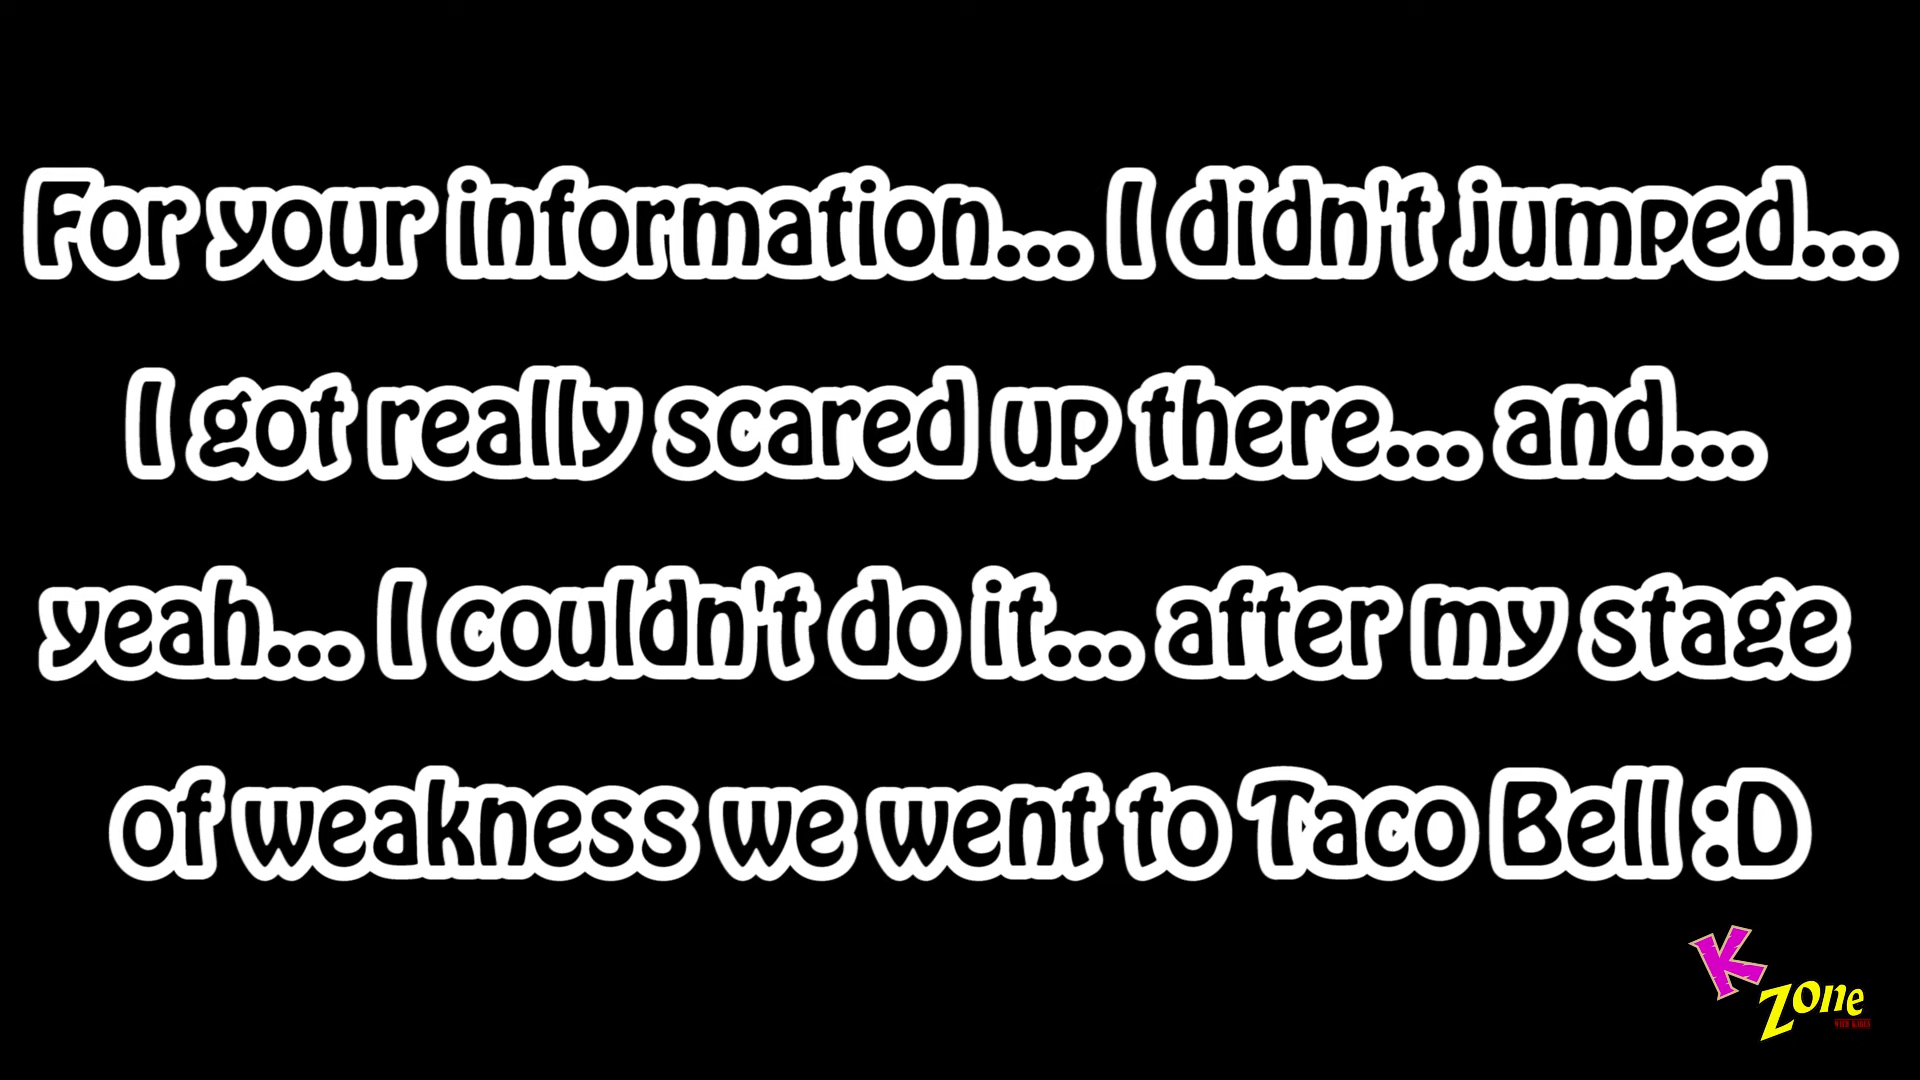 For your information... I didn't jumped...
I got really scared up there... and...
yeah... I couldn't do it... after my stage
of weakness we went to Taco Bell :D
K
Zone